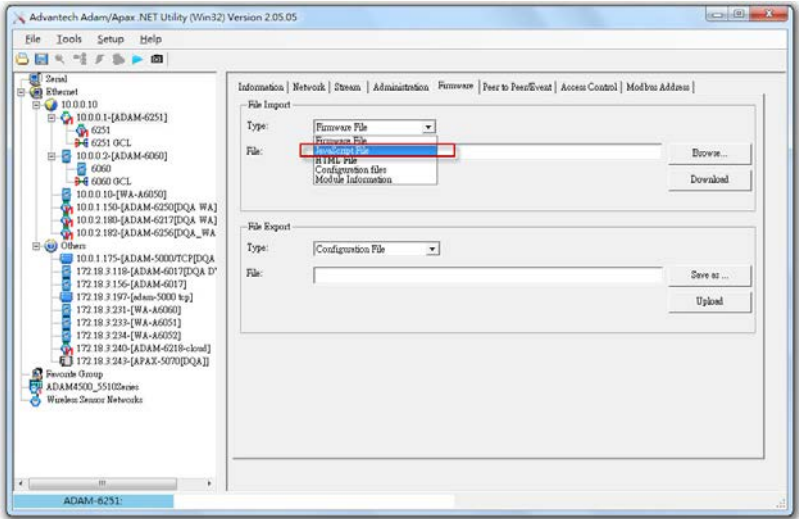 Advantech Adam/Apax .NET Utility (Win32) Version 2.05.05
File Tools Setup Help
Serial
Ethernet
10.0.0.10
10.0.0.1-[ADAM-6251]
6251
6251 GCL
10.0.0.2-[ADAM-6060]
6060
6060 GCL
10.0.0.10-[WA-A6050]
10.0.1.150-[ADAM-6250[DQA WA]
10.0.2.180-[ADAM-6217[DQA WA]
10.0.2.182-[ADAM-6256[DQA_WA
Others
10.0.1.175-[ADAM-5000/TCP[DQA
172.18.3.118-[ADAM-6017[DQA D
172.18.3.156-[ADAM-6017]
172.18.3.197-[adam-5000 tcp]
172.18.3.231-[WA-A6060]
172.18.3.233-[WA-A6051]
172.18.3.234-[WA-A6052]
172.18.3.240-[ADAM-6218-cloud]
172.18.3.243-[APAX-5070[DQA]]
Favorite Group
ADAM4500_5510Series
Wireless Sensor Networks
Information Network Stream Administration Firmware Peer to Peer/Event Access Control Modbus Address
File Import
Type: Firmware File
Firmware File
JavaScript File
HTML File
Configuration files
Module Information
File: Browse...
Download
File Export
Type: Configuration File
File: Save as ...
Upload
ADAM-6251: